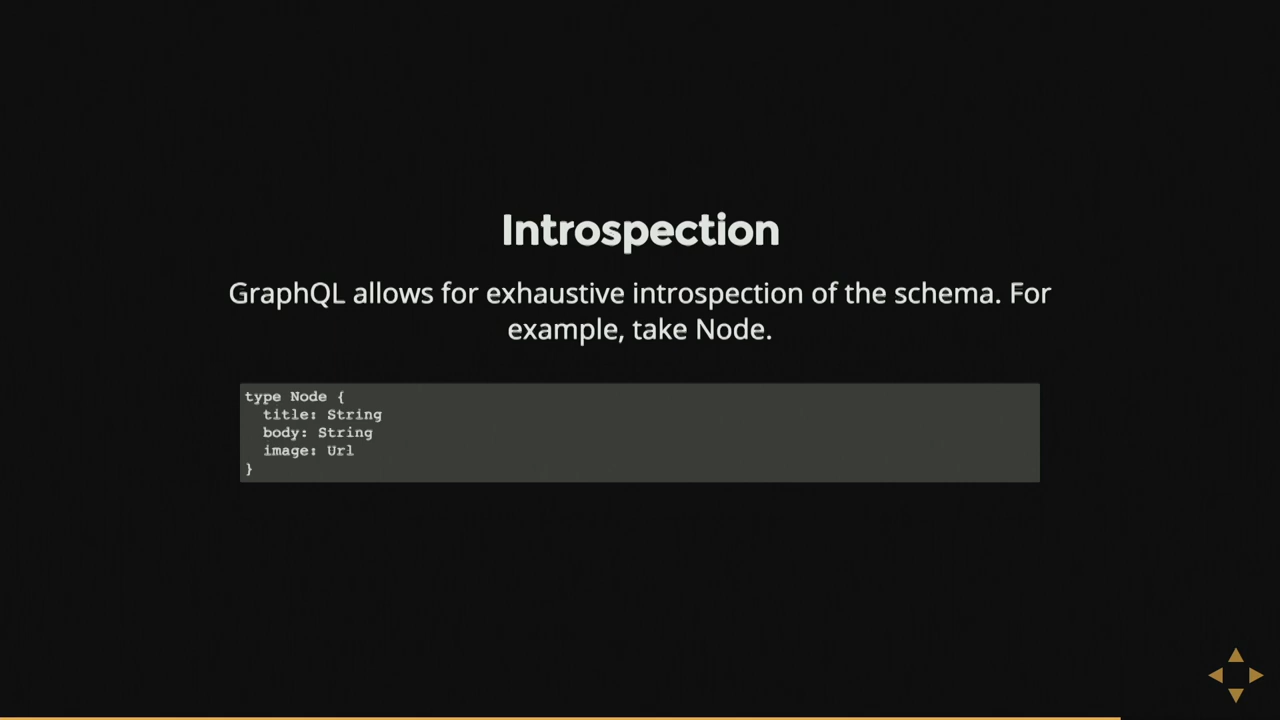 Introspection
GraphQL allows for exhaustive introspection of the schema. For
example, take Node.
type Node {
  title: String
  body: String
  image: Url
}